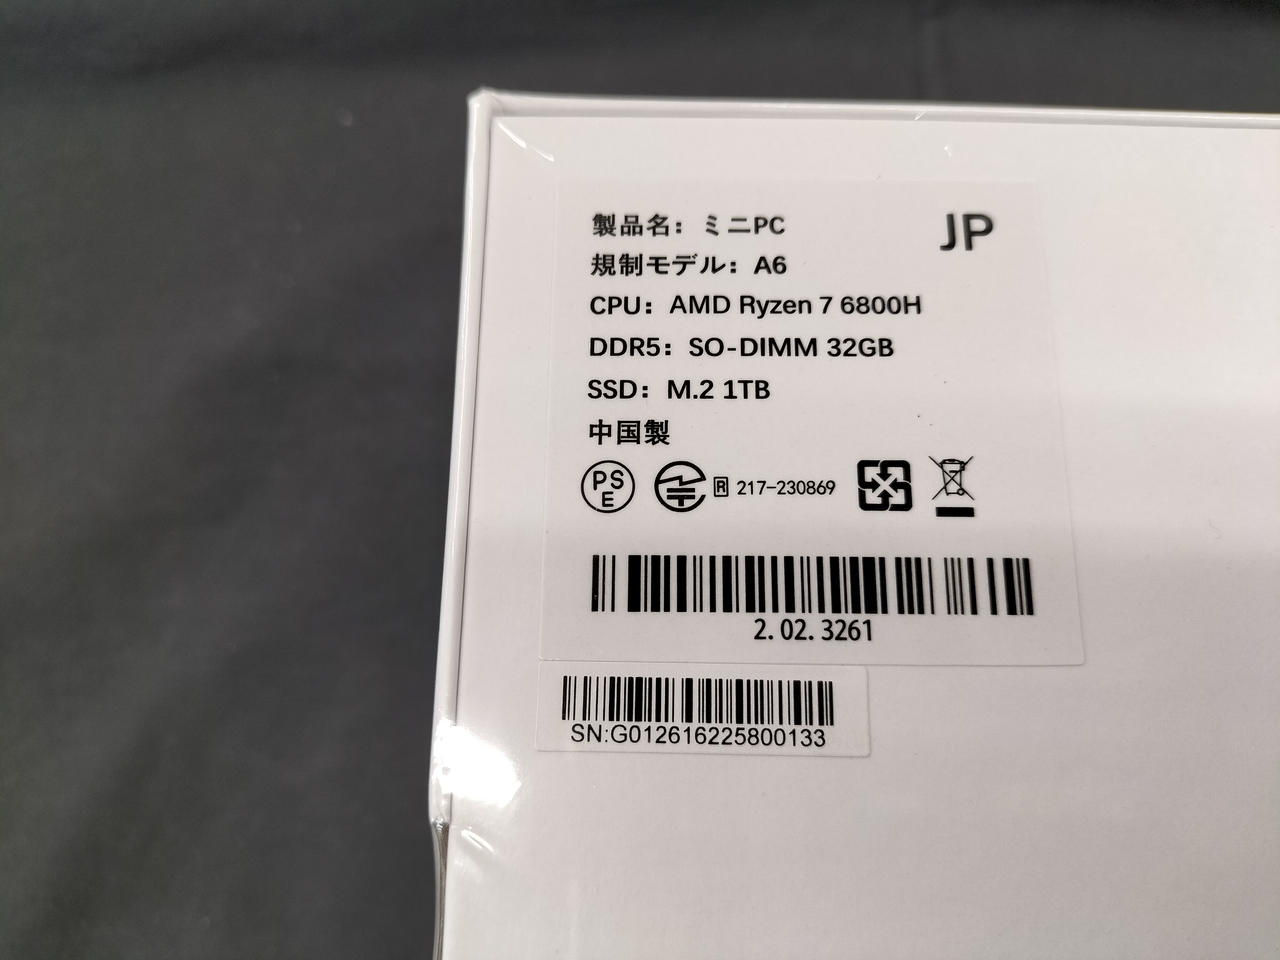 製品名：ミニPC
JP
規制モデル：A6
CPU：AMD Ryzen 7 6800H
DDR5：SO-DIMM 32GB
SSD：M.2 1TB
中国製
PS
E
R 217-230869
2.02.3261
SN:G012616225800133